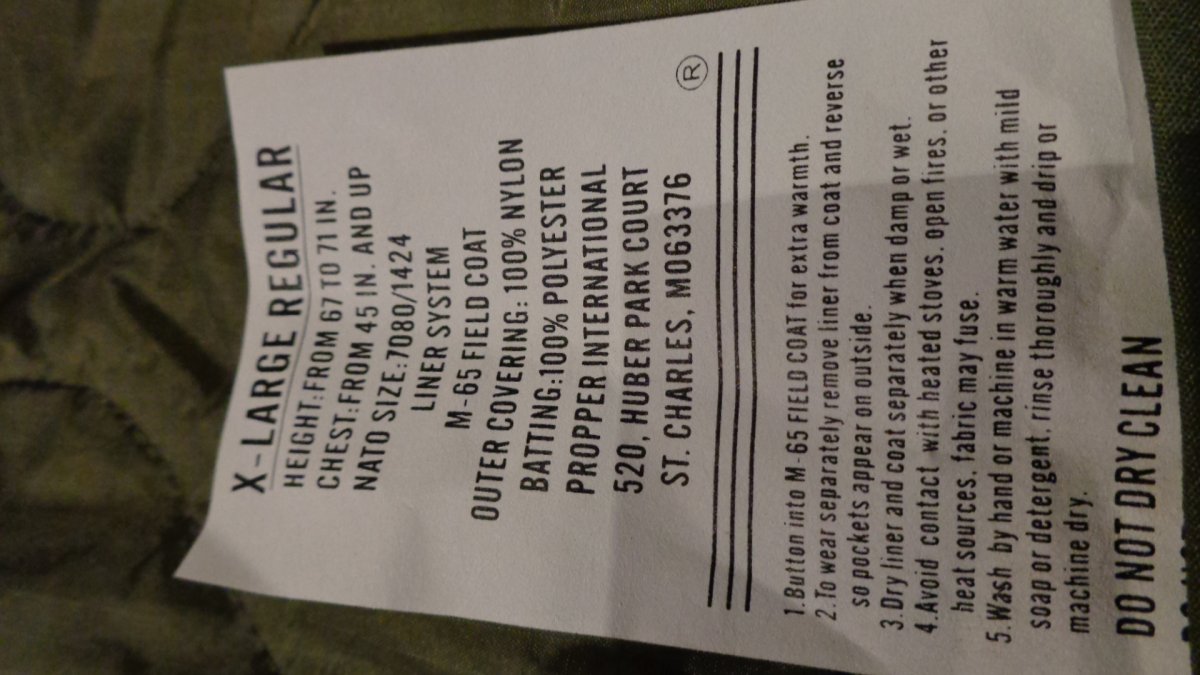 X-LARGE REGULAR
HEIGHT:FROM 67 TO 71 IN.
CHEST:FROM 45 IN. AND UP
NATO SIZE:7080/1424
LINER SYSTEM
M-65 FIELD COAT
OUTER COVERING: 100% NYLON
BATTING:100% POLYESTER
PROPPER INTERNATIONAL
520, HUBER PARK COURT
ST. CHARLES, MO63376
®
1.Button into M-65 FIELD COAT for extra warmth.
2.To wear separately remove liner from coat and reverse
so pockets appear on outside.
3.Dry liner and coat separately when damp or wet.
4.Avoid contact with heated stoves. open fires. or other
heat sources. fabric may fuse.
5.Wash by hand or machine in warm water with mild
soap or detergent. rinse thoroughly and drip or
machine dry.
DO NOT DRY CLEAN